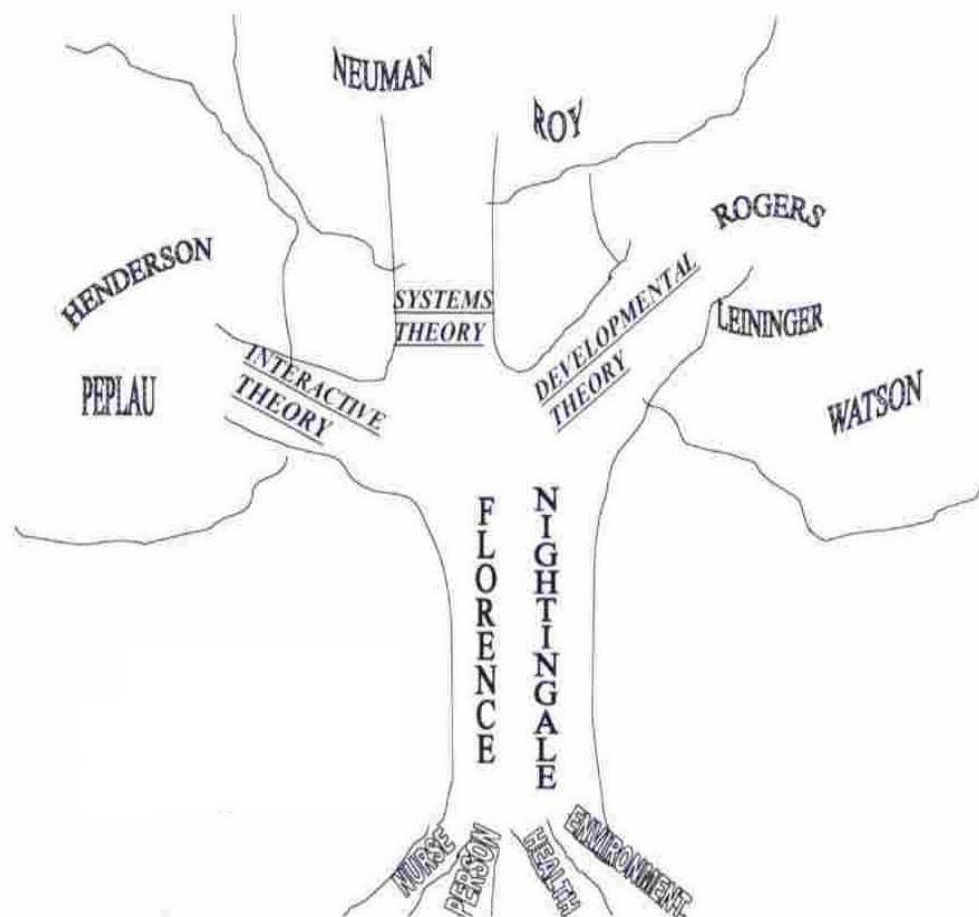 NEUMAN
ROY
ROGERS
HENDERSON
SYSTEMS
THEORY
DEVELOPMENTAL
THEORY
LEININGER
INTERACTIVE
THEORY
PEPLAU
WATSON
FLORENCE
NIGHTINGALE
NURSE
PERSON
HEALTH
ENVIRONMENT